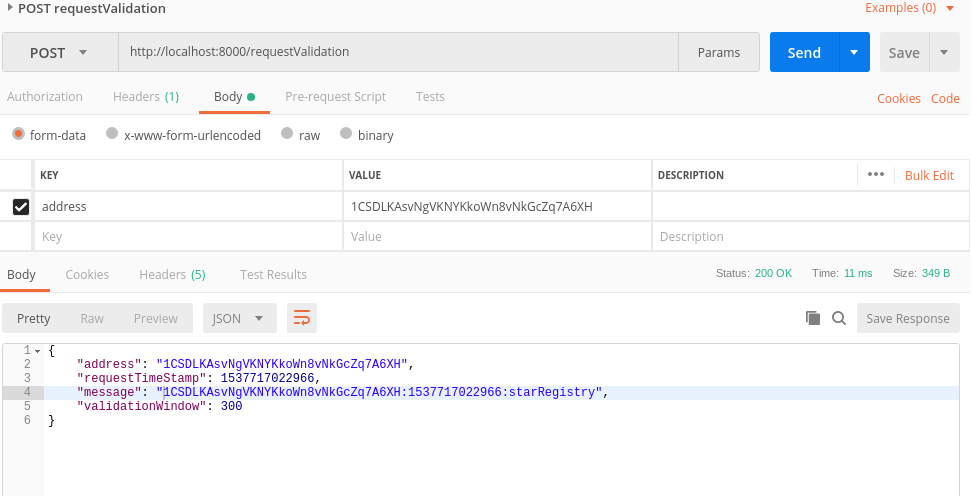 POST requestValidation Examples (0)
POST http://localhost:8000/requestValidation Params Send Save
Authorization Headers (1) Body Pre-request Script Tests Cookies Code
form-data x-www-form-urlencoded raw binary
KEY VALUE DESCRIPTION ••• Bulk Edit
address 1CSDLKAsvNgVKNYKkoWn8vNkGcZq7A6XH
Key Value Description
Body Cookies Headers (5) Test Results Status: 200 OK Time: 11 ms Size: 349 B
Pretty Raw Preview JSON Save Response
1 {
2 "address": "1CSDLKAsvNgVKNYKkoWn8vNkGcZq7A6XH",
3 "requestTimeStamp": 1537717022966,
4 "message": "1CSDLKAsvNgVKNYKkoWn8vNkGcZq7A6XH:1537717022966:starRegistry",
5 "validationWindow": 300
6 }